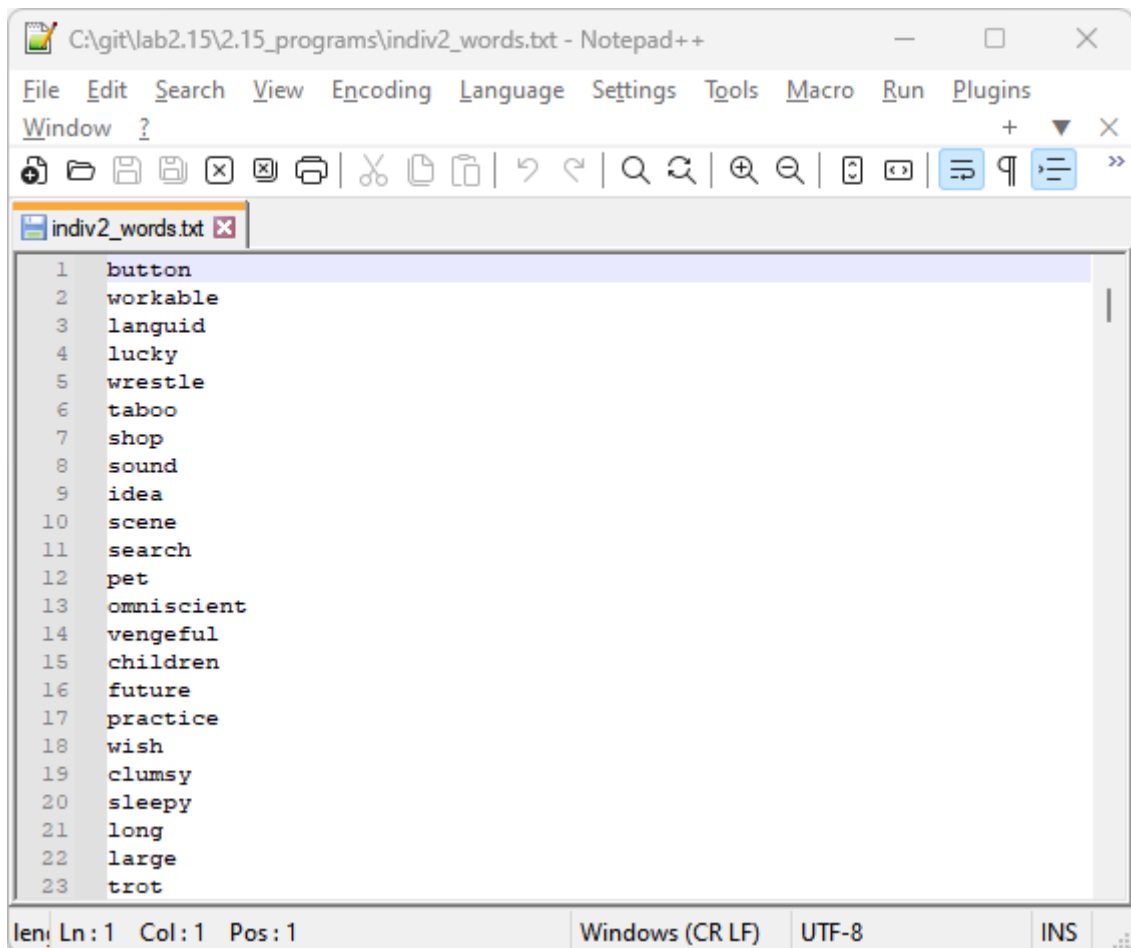 C:\git\lab2.15\2.15_programs\indiv2_words.txt - Notepad++
File Edit Search View Encoding Language Settings Tools Macro Run Plugins
Window ?
indiv2_words.txt
1 button
2 workable
3 languid
4 lucky
5 wrestle
6 taboo
7 shop
8 sound
9 idea
10 scene
11 search
12 pet
13 omniscient
14 vengeful
15 children
16 future
17 practice
18 wish
19 clumsy
20 sleepy
21 long
22 large
23 trot
Ln : 1 Col : 1 Pos : 1 Windows (CR LF) UTF-8 INS